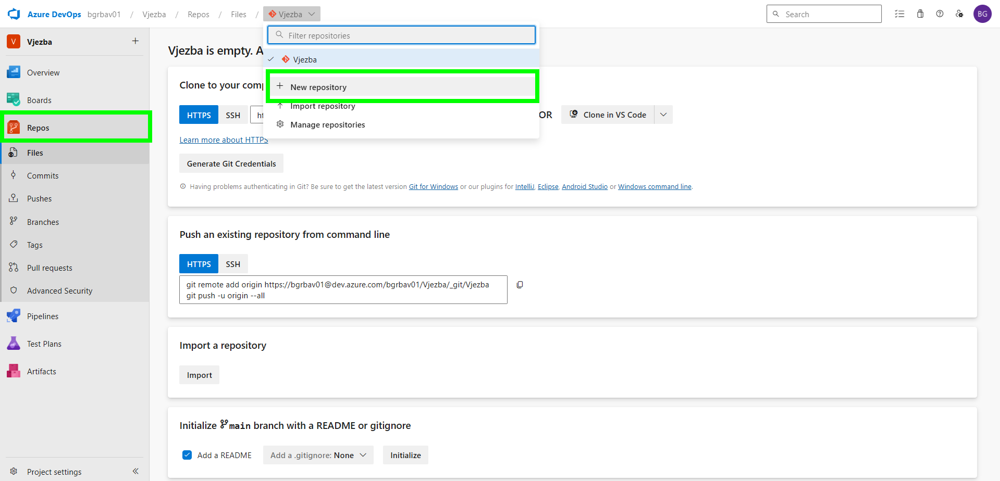 Azure DevOps bgrbav01 / Vjezba / Repos / Files / Vjezba
Search
BG
V Vjezba
Overview
Boards
Repos
Files
Commits
Pushes
Branches
Tags
Pull requests
Advanced Security
Pipelines
Test Plans
Artifacts
Project settings
Filter repositories
Vjezba
New repository
Import repository
Manage repositories
Vjezba is empty. A
Clone to your comp
HTTPS SSH ht OR Clone in VS Code
Learn more about HTTPS
Generate Git Credentials
Having problems authenticating in Git? Be sure to get the latest version Git for Windows or our plugins for IntelliJ, Eclipse, Android Studio or Windows command line.
Push an existing repository from command line
HTTPS SSH
git remote add origin https://bgrbav01@dev.azure.com/bgrbav01/Vjezba/_git/Vjezba
git push -u origin --all
Import a repository
Import
Initialize main branch with a README or gitignore
Add a README Add a .gitignore: None Initialize